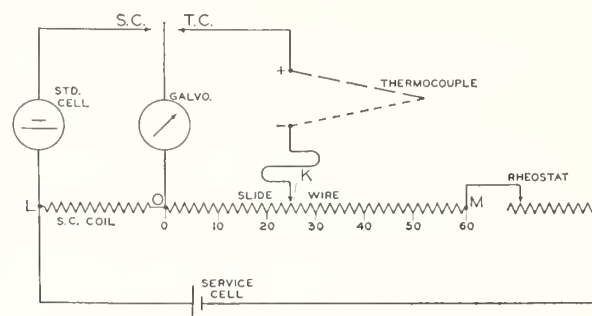 S.C. T.C.
+
THERMOCOUPLE
STD.
CELL
GALVO.
-
K
RHEOSTAT
L O SLIDE WIRE M
S.C. COIL 0 10 20 30 40 50 60
SERVICE
CELL